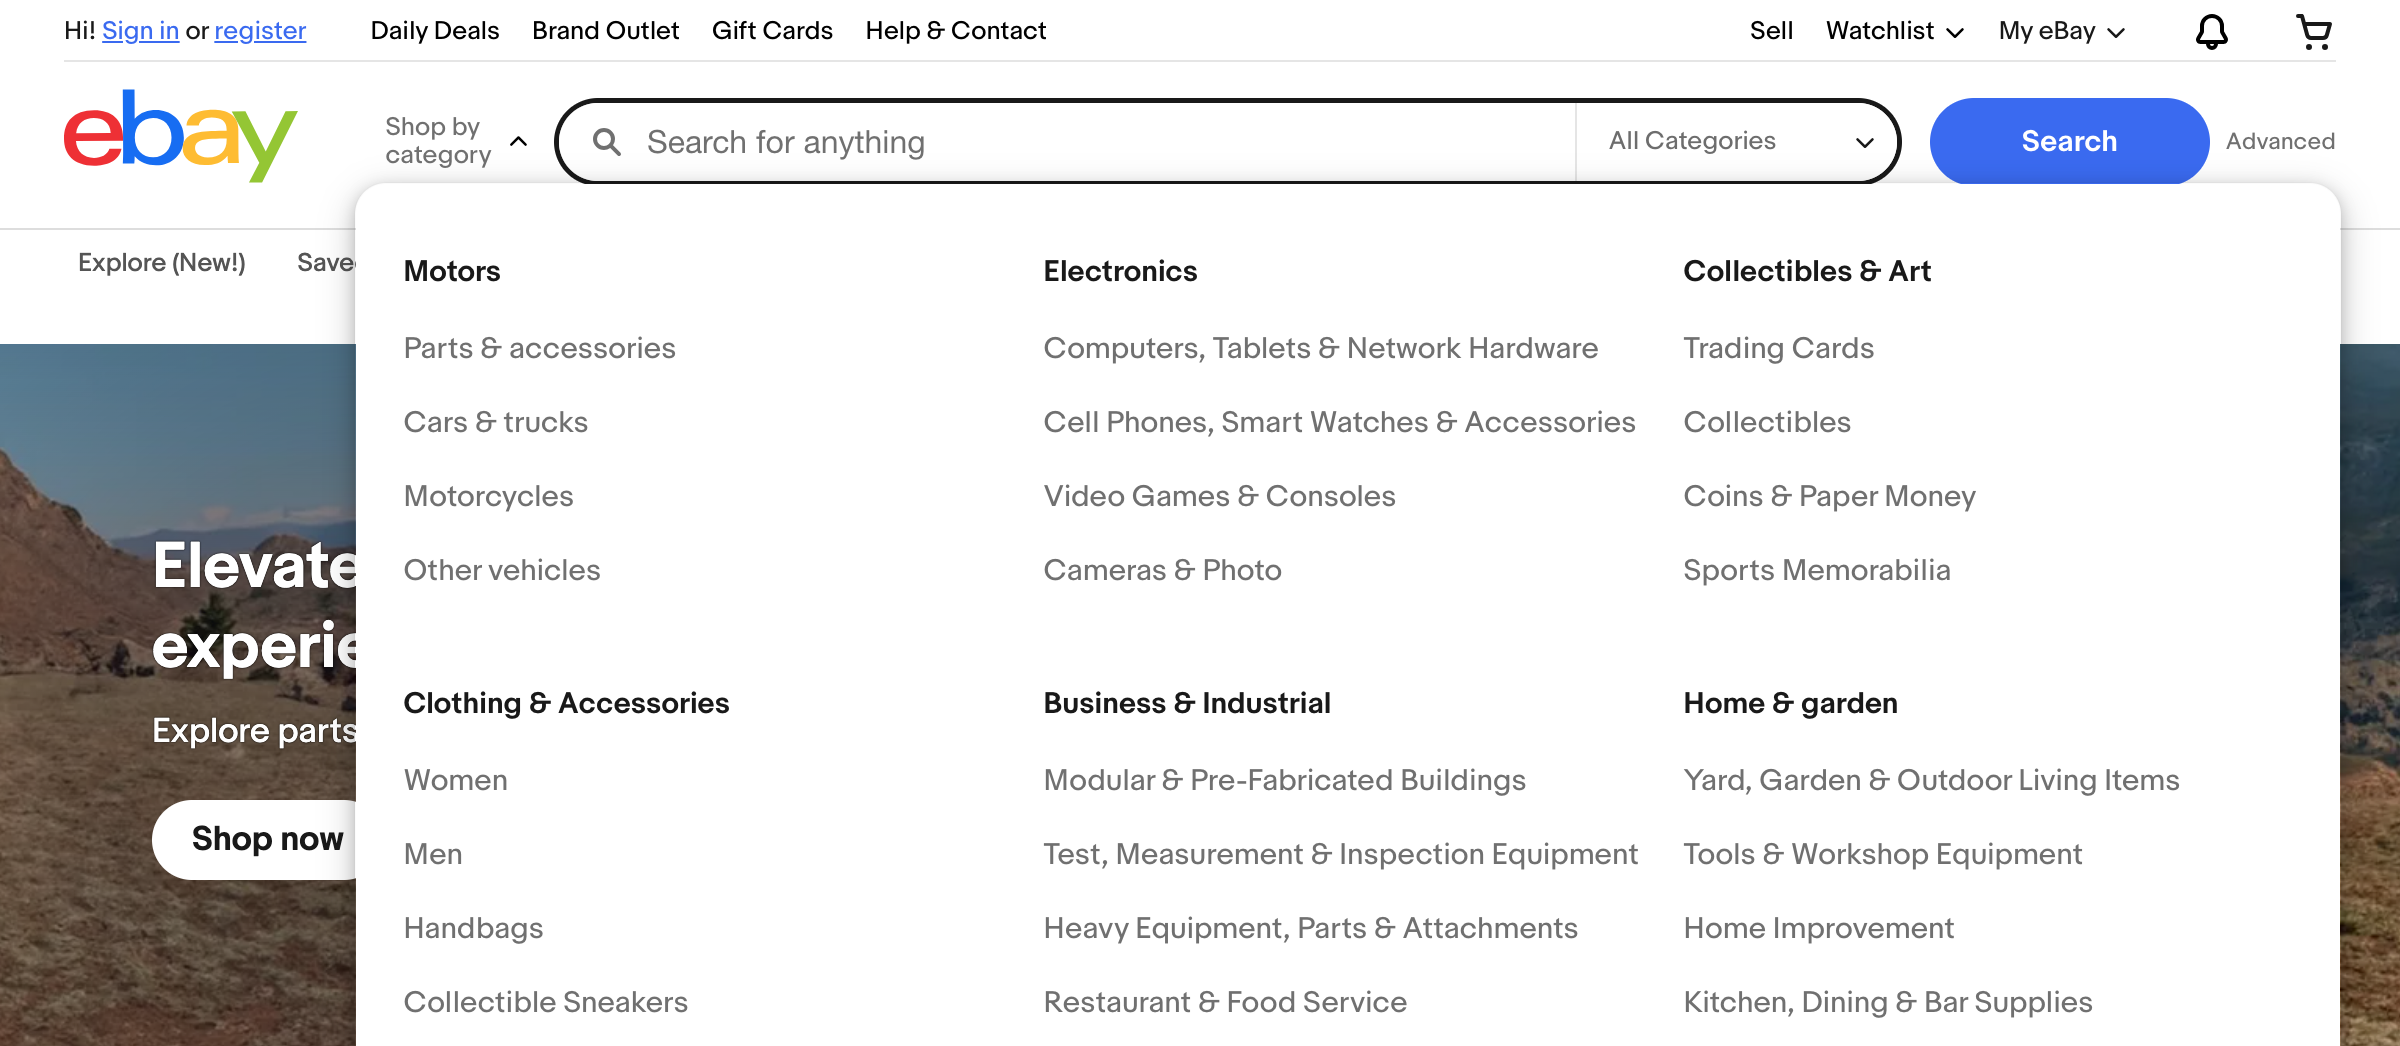 Hi! Sign in or register Daily Deals Brand Outlet Gift Cards Help & Contact Sell Watchlist My eBay
ebay
Shop by
category
Search for anything
All Categories
Search
Advanced
Explore (New!)
Motors
Parts & accessories
Cars & trucks
Motorcycles
Other vehicles
Electronics
Computers, Tablets & Network Hardware
Cell Phones, Smart Watches & Accessories
Video Games & Consoles
Cameras & Photo
Collectibles & Art
Trading Cards
Collectibles
Coins & Paper Money
Sports Memorabilia
Clothing & Accessories
Women
Men
Handbags
Collectible Sneakers
Business & Industrial
Modular & Pre-Fabricated Buildings
Test, Measurement & Inspection Equipment
Heavy Equipment, Parts & Attachments
Restaurant & Food Service
Home & garden
Yard, Garden & Outdoor Living Items
Tools & Workshop Equipment
Home Improvement
Kitchen, Dining & Bar Supplies
Elevate
Explore parts
Shop now